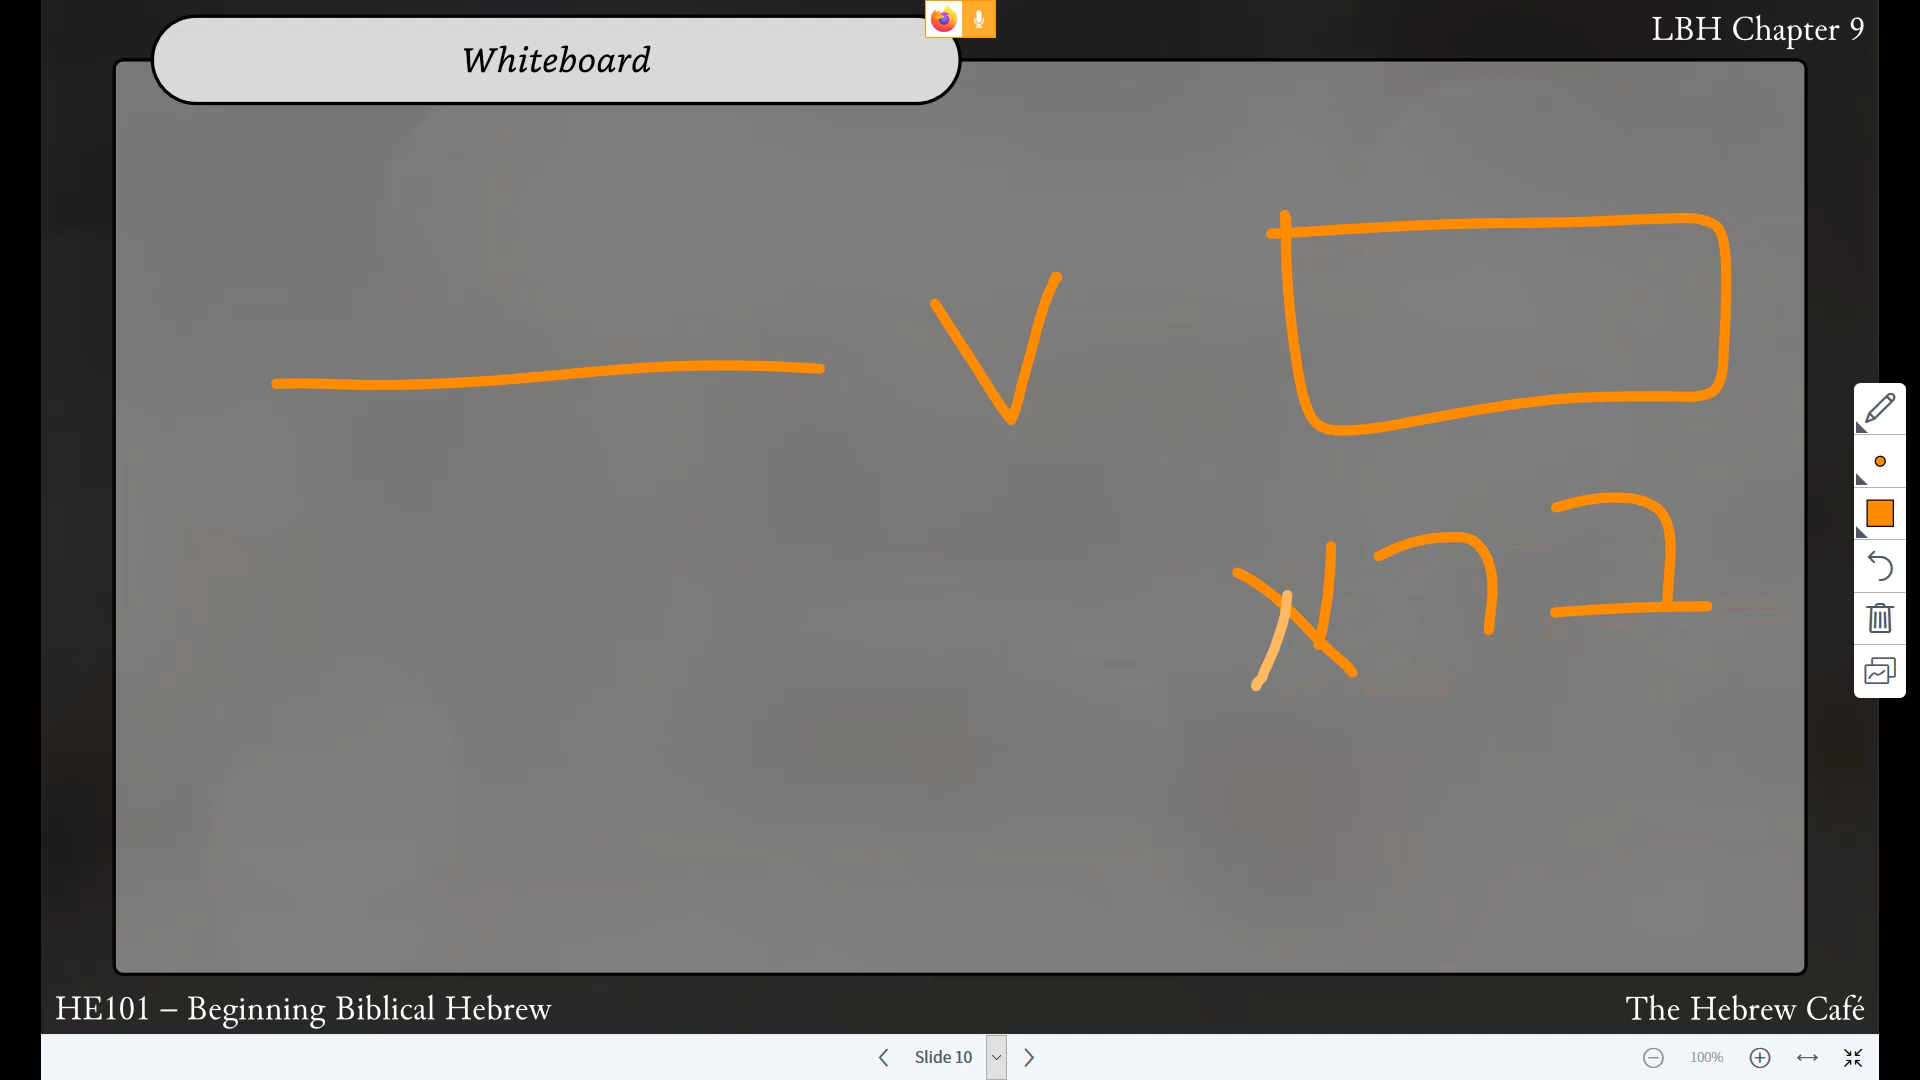 LBH Chapter 9
Whiteboard
V
ברא
HE101 – Beginning Biblical Hebrew
The Hebrew Café
Slide 10
100%